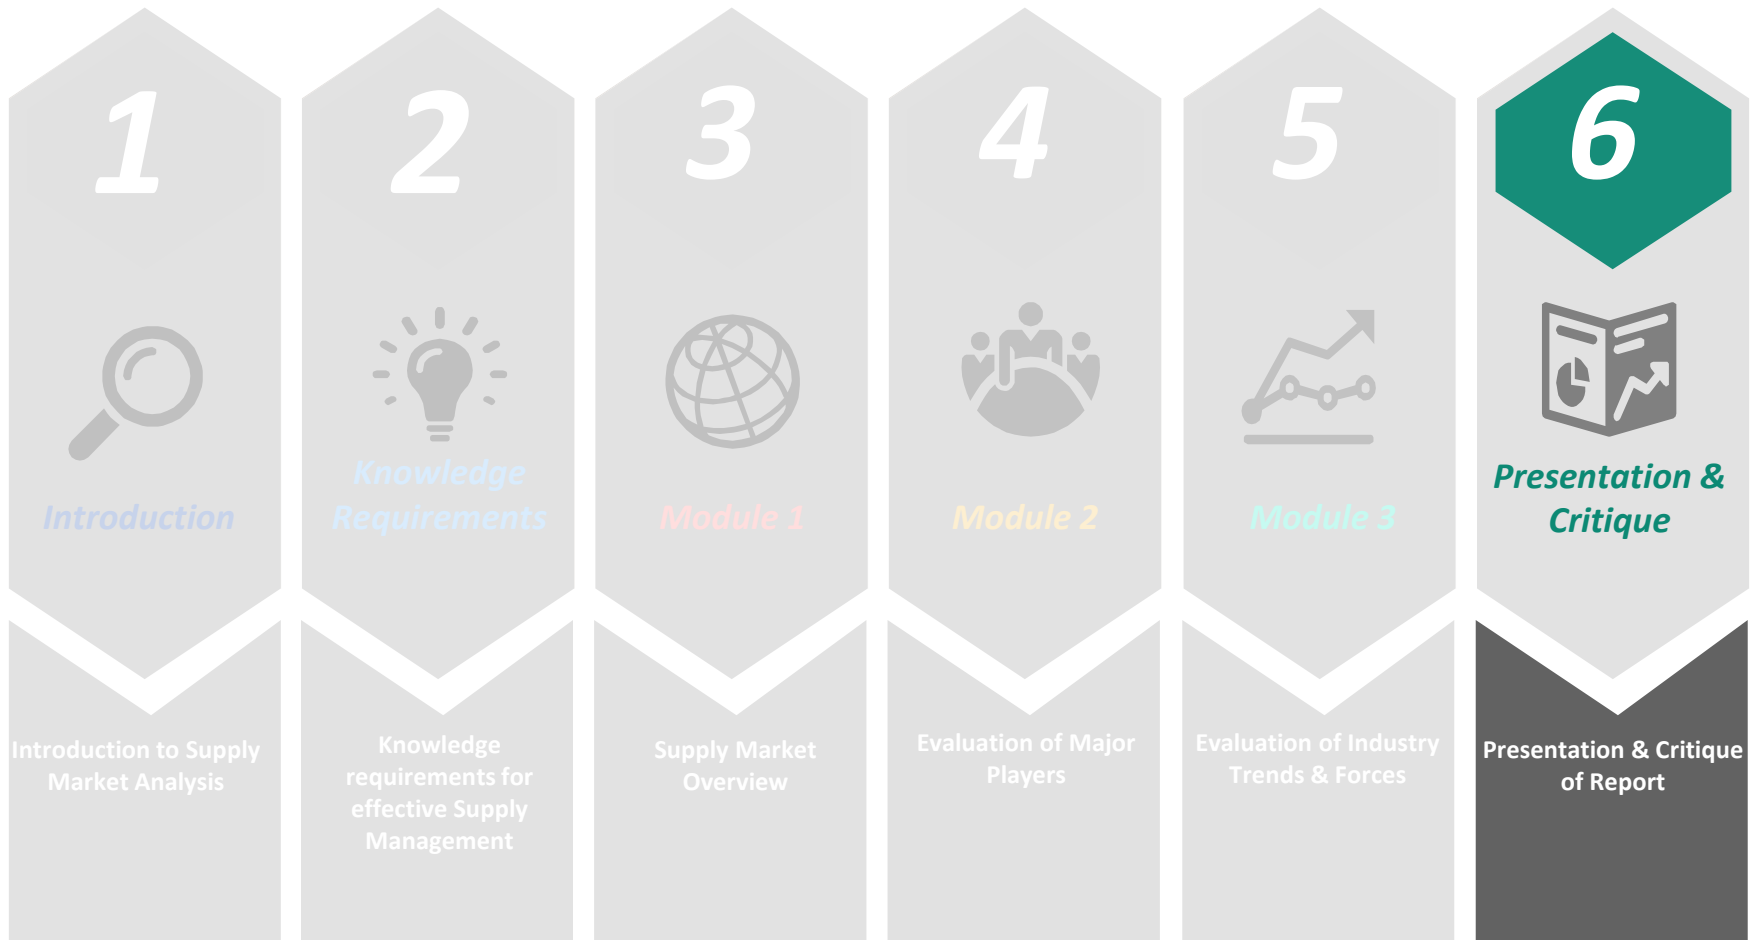 1
Introduction
Introduction to Supply
Market Analysis
2
Knowledge
Requirements
Knowledge
requirements for
effective Supply
Management
3
Module 1
Supply Market
Overview
4
Module 2
Evaluation of Major
Players
5
Module 3
Evaluation of Industry
Trends & Forces
6
Presentation &
Critique
Presentation & Critique
of Report